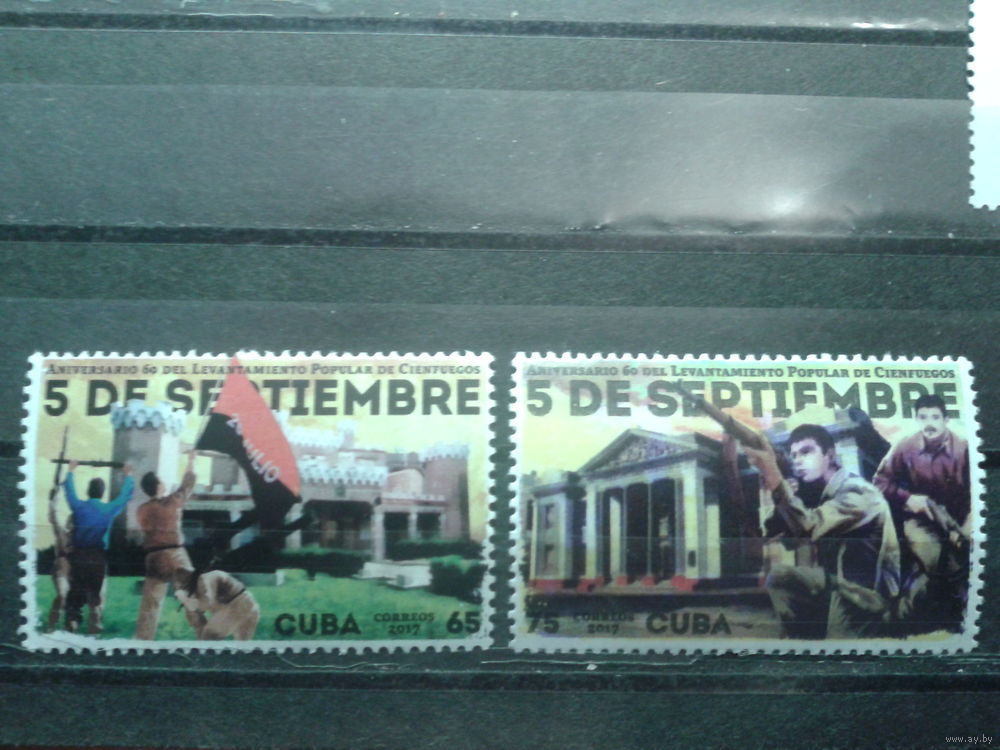 ANIVERSARIO 60 DEL LEVANTAMIENTO POPULAR DE CIENFUEGOS
5 DE SEPTIEMBRE
CUBA CORREOS 2017 65
ANIVERSARIO 60 DEL LEVANTAMIENTO POPULAR DE CIENFUEGOS
5 DE SEPTIEMBRE
75 CORREOS 2017 CUBA
www.ay.by